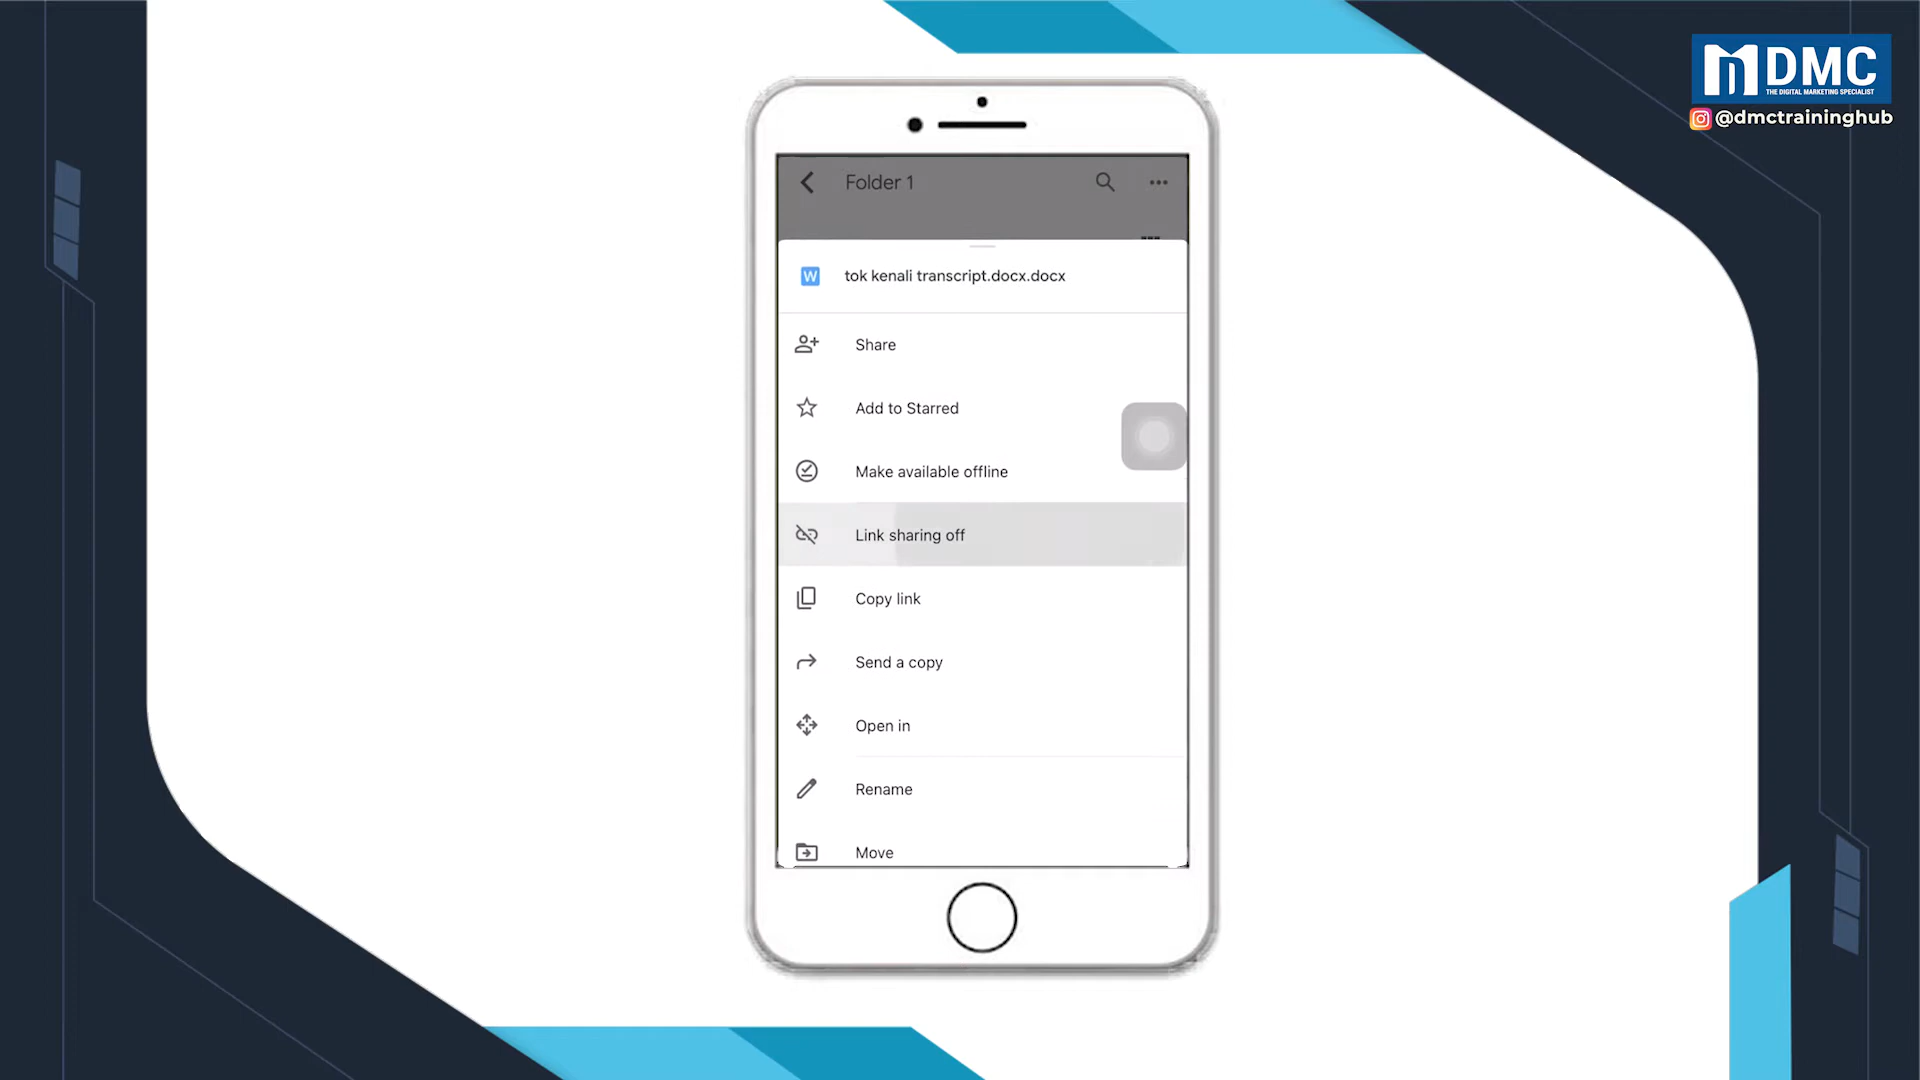 DMC
THE DIGITAL MARKETING SPECIALIST
@dmctraininghub
Folder 1
W
tok kenali transcript.docx.docx
Share
Add to Starred
Make available offline
Link sharing off
Copy link
Send a copy
Open in
Rename
Move